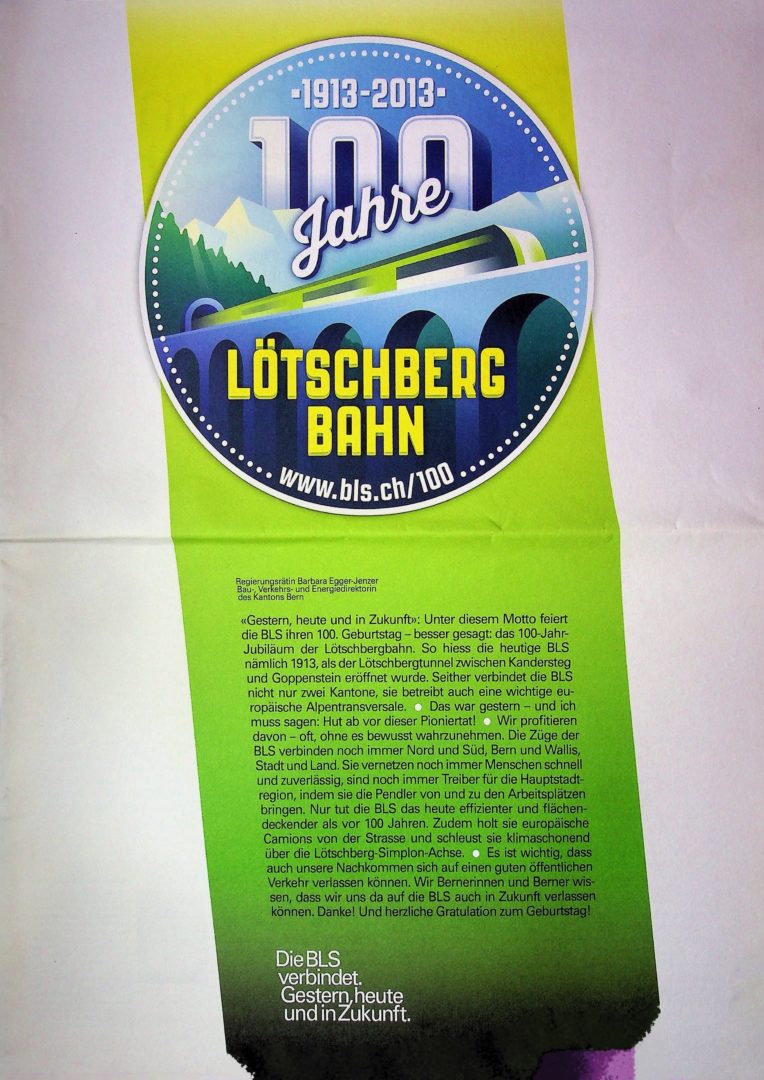 1913-2013
100
Jahre
LÖTSCHBERG
BAHN
www.bls.ch/100
Regierungsrätin Barbara Egger-Jenzer
Bau-, Verkehrs- und Energiedirektorin
des Kantons Bern
«Gestern, heute und in Zukunft»: Unter diesem Motto feiert
die BLS ihren 100. Geburtstag – besser gesagt: das 100-Jahr-
Jubiläum der Lötschbergbahn. So hiess die heutige BLS
nämlich 1913, als der Lötschbergtunnel zwischen Kandersteg
und Goppenstein eröffnet wurde. Seither verbindet die BLS
nicht nur zwei Kantone, sie betreibt auch eine wichtige eu-
ropäische Alpentransversale. ● Das war gestern – und ich
muss sagen: Hut ab vor dieser Pioniertat! ● Wir profitieren
davon – oft, ohne es bewusst wahrzunehmen. Die Züge der
BLS verbinden noch immer Nord und Süd, Bern und Wallis,
Stadt und Land. Sie vernetzen noch immer Menschen schnell
und zuverlässig, sind noch immer Treiber für die Hauptstadt-
region, indem sie die Pendler von und zu den Arbeitsplätzen
bringen. Nur tut die BLS das heute effizienter und flächen-
deckender als vor 100 Jahren. Zudem holt sie europäische
Camions von der Strasse und schleust sie klimaschonend
über die Lötschberg-Simplon-Achse. ● Es ist wichtig, dass
auch unsere Nachkommen sich auf einen guten öffentlichen
Verkehr verlassen können. Wir Bernerinnen und Berner wis-
sen, dass wir uns da auf die BLS auch in Zukunft verlassen
können. Danke! Und herzliche Gratulation zum Geburtstag!
Die BLS
verbindet.
Gestern, heute
und in Zukunft.